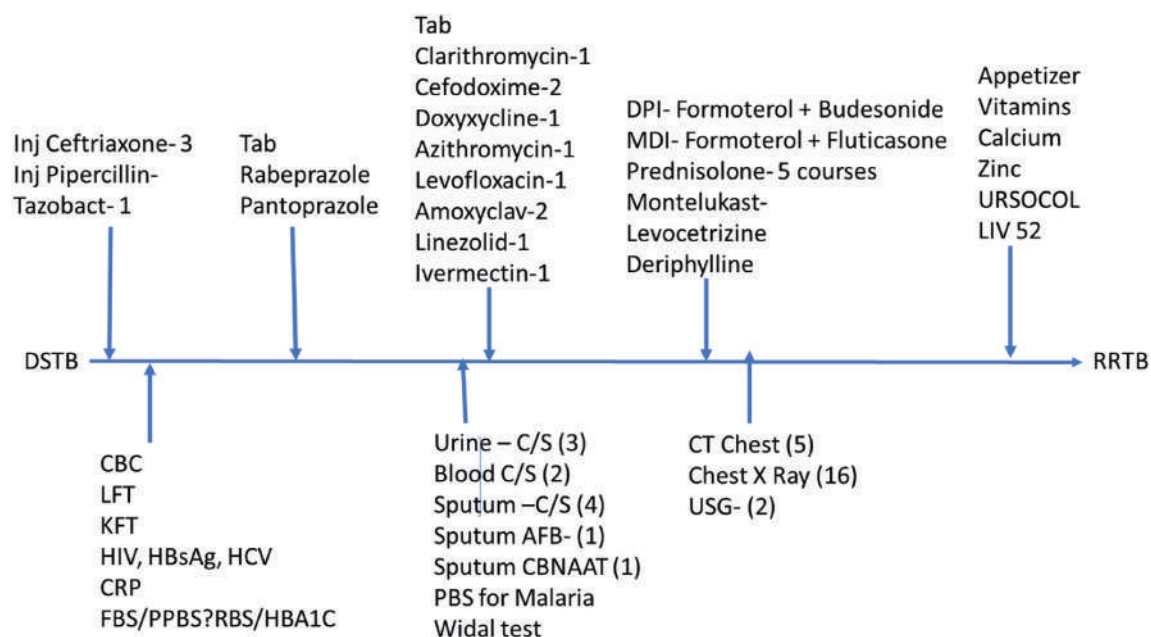 Inj Ceftriaxone- 3
Inj Pipercillin-
Tazobact- 1
Tab
Rabeprazole
Pantoprazole
Tab
Clarithromycin-1
Cefodoxime-2
Doxyxycline-1
Azithromycin-1
Levofloxacin-1
Amoxyclav-2
Linezolid-1
Ivermectin-1
DPI- Formoterol + Budesonide
MDI- Formoterol + Fluticasone
Prednisolone- 5 courses
Montelukast-
Levocetrizine
Deriphylline
Appetizer
Vitamins
Calcium
Zinc
URSOCOL
LIV 52
DSTB
RRTB
CBC
LFT
KFT
HIV, HBsAg, HCV
CRP
FBS/PPBS?RBS/HBA1C
Urine – C/S (3)
Blood C/S (2)
Sputum –C/S (4)
Sputum AFB- (1)
Sputum CBNAAT (1)
PBS for Malaria
Widal test
CT Chest (5)
Chest X Ray (16)
USG- (2)